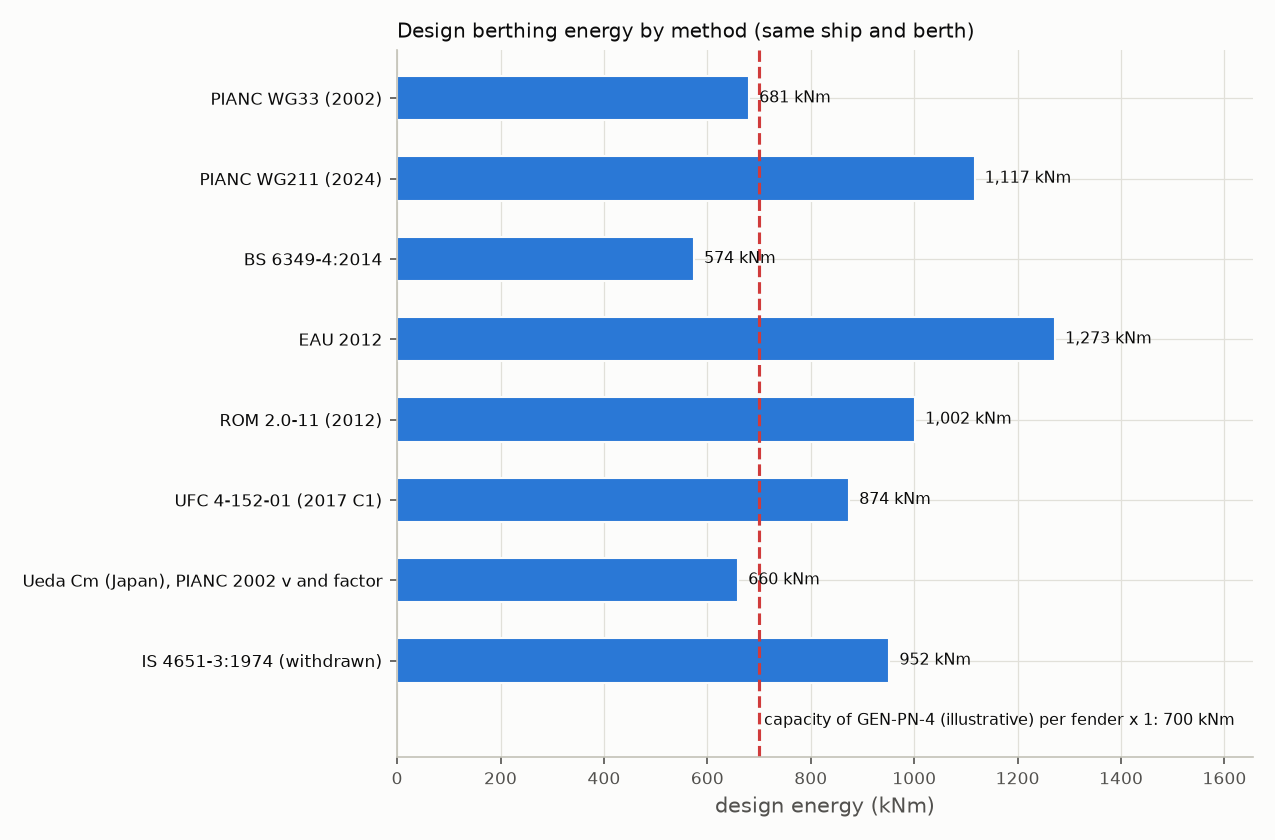 Design berthing energy by method (same ship and berth)
PIANC WG33 (2002)
681 kNm
PIANC WG211 (2024)
1,117 kNm
BS 6349-4:2014
574 kNm
EAU 2012
1,273 kNm
ROM 2.0-11 (2012)
1,002 kNm
UFC 4-152-01 (2017 C1)
874 kNm
Ueda Cm (Japan), PIANC 2002 v and factor
660 kNm
IS 4651-3:1974 (withdrawn)
952 kNm
capacity of GEN-PN-4 (illustrative) per fender x 1: 700 kNm
0 200 400 600 800 1000 1200 1400 1600
design energy (kNm)